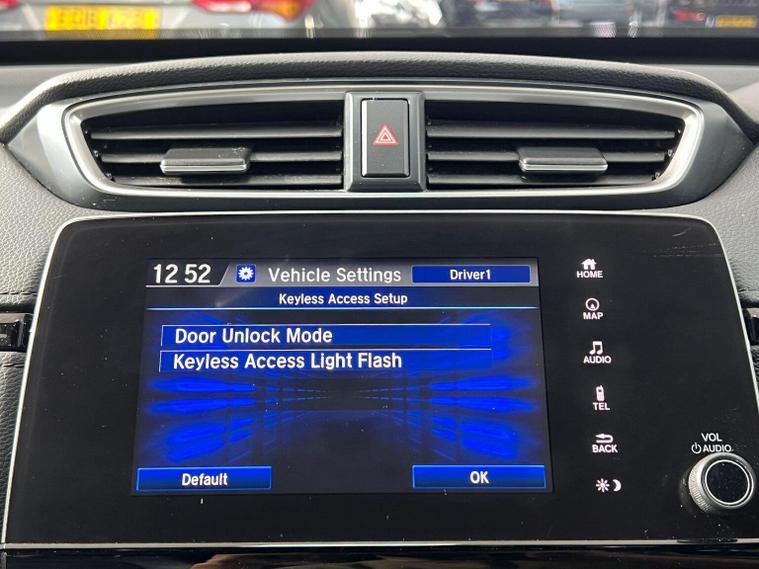 12 52
Vehicle Settings
Driver1
Keyless Access Setup
Door Unlock Mode
Keyless Access Light Flash
Default
OK
HOME
MAP
AUDIO
TEL
BACK
VOL
AUDIO